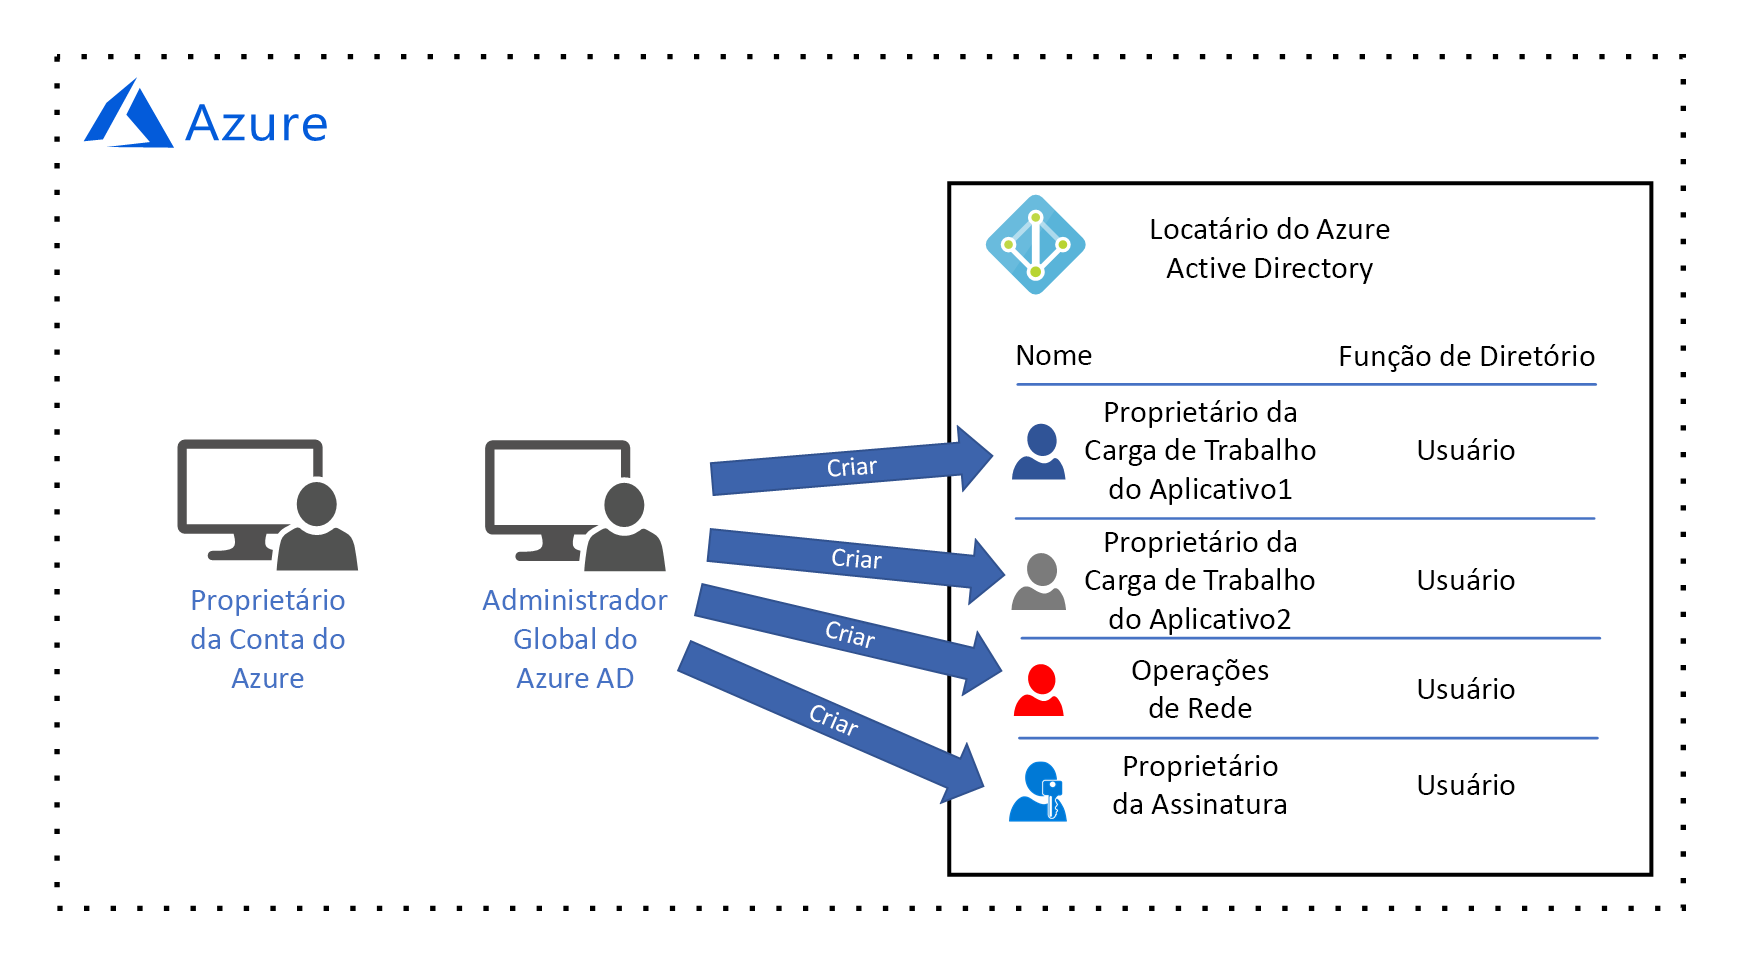 Azure
Locatário do Azure
Active Directory
Nome
Função de Diretório
Proprietário da
Carga de Trabalho
do Aplicativo1
Usuário
Proprietário da
Carga de Trabalho
do Aplicativo2
Usuário
Operações
de Rede
Usuário
Proprietário
da Assinatura
Usuário
Criar
Criar
Criar
Criar
Proprietário
da Conta do
Azure
Administrador
Global do
Azure AD